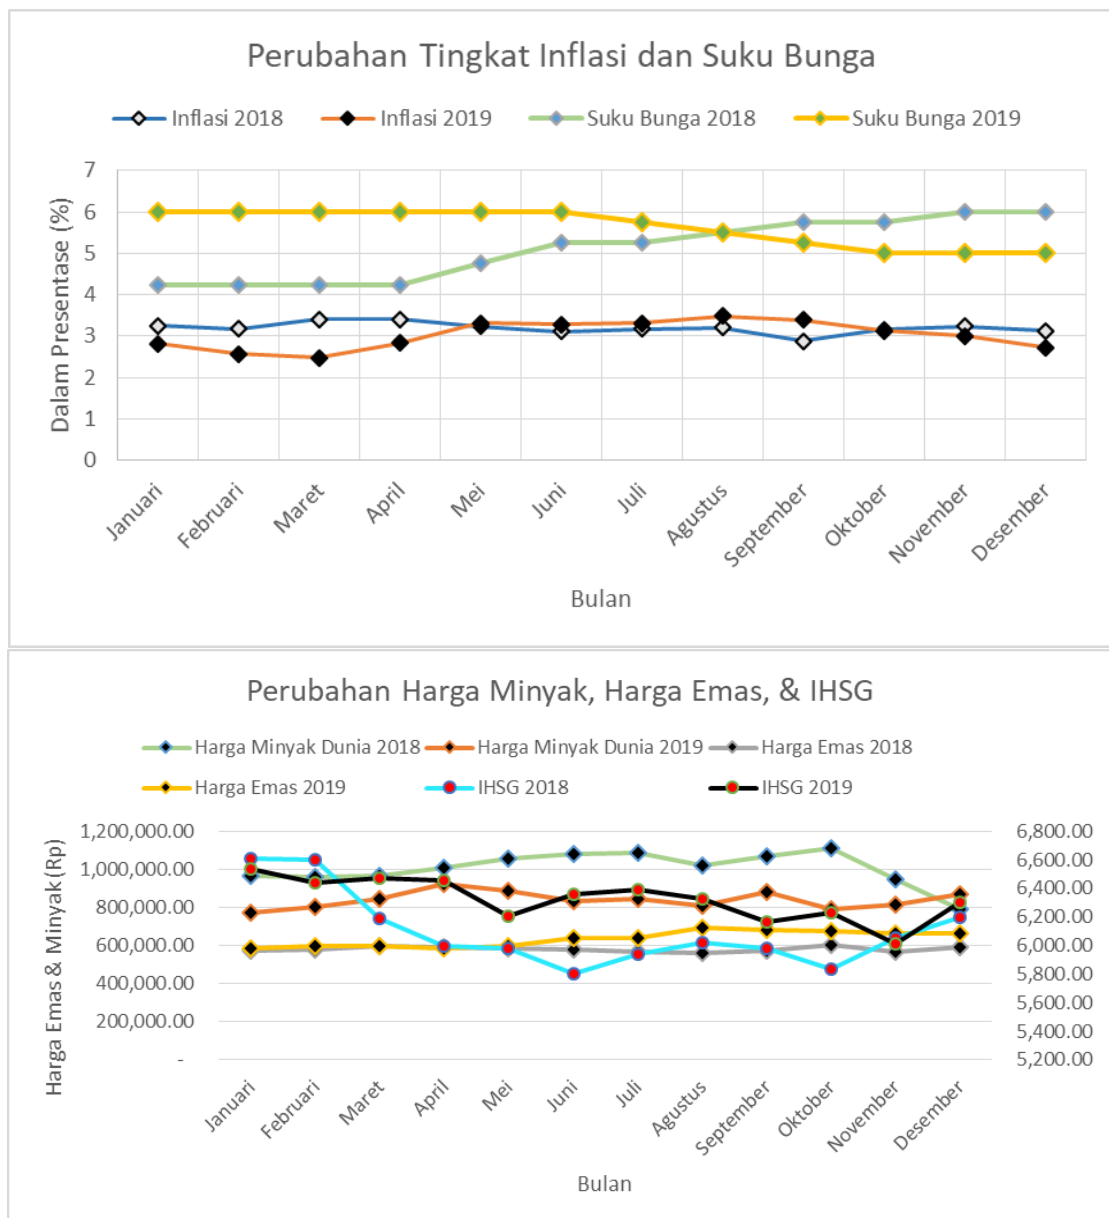 Perubahan Tingkat Inflasi dan Suku Bunga
Inflasi 2018 Inflasi 2019 Suku Bunga 2018 Suku Bunga 2019
Dalam Presentase (%)
7
6
5
4
3
2
1
0
Januari Februari Maret April Mei Juni Juli Agustus September Oktober November Desember
Bulan
Perubahan Harga Minyak, Harga Emas, & IHSG
Harga Minyak Dunia 2018 Harga Minyak Dunia 2019 Harga Emas 2018
Harga Emas 2019 IHSG 2018 IHSG 2019
Harga Emas & Minyak (Rp)
1,200,000.00
1,000,000.00
800,000.00
600,000.00
400,000.00
200,000.00
-
6,800.00
6,600.00
6,400.00
6,200.00
6,000.00
5,800.00
5,600.00
5,400.00
5,200.00
Januari Februari Maret April Mei Juni Juli Agustus September Oktober November Desember
Bulan